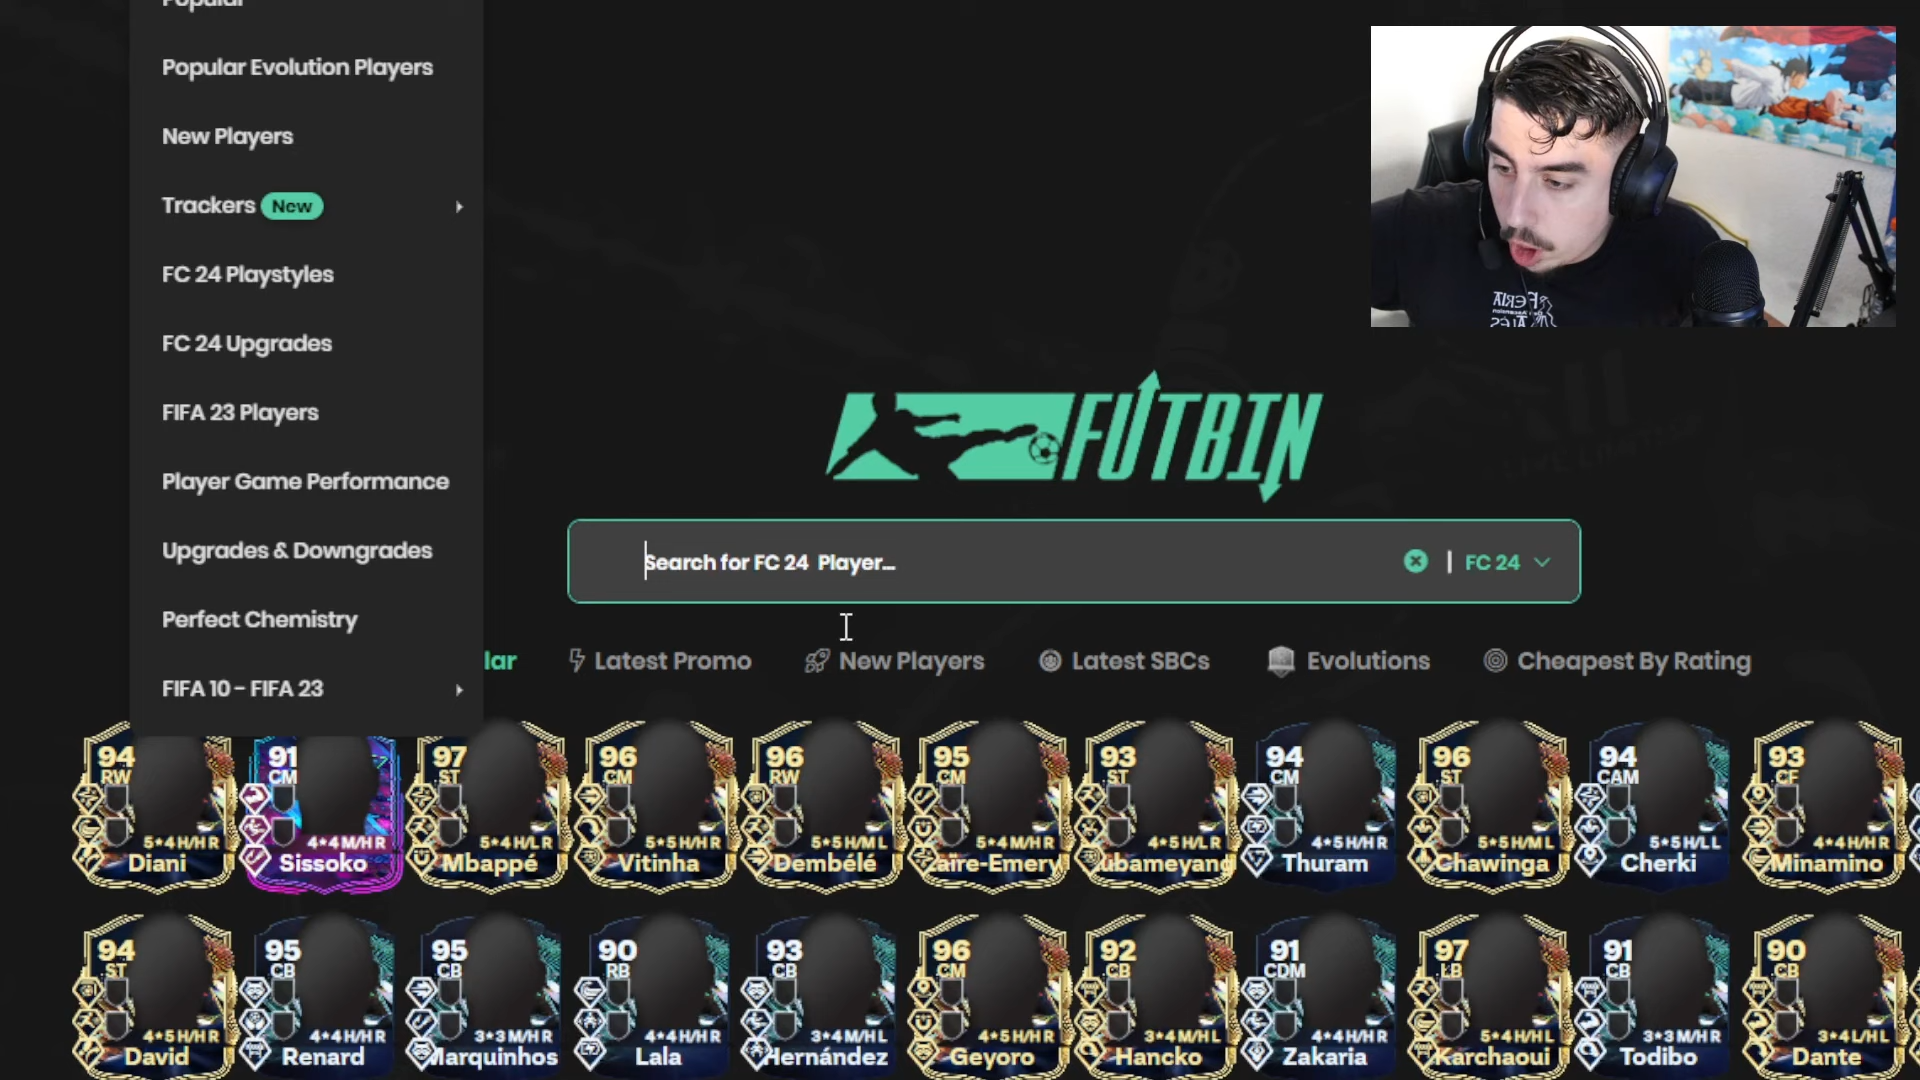 Popular
Popular Evolution Players
New Players
Trackers New
FC 24 Playstyles
FC 24 Upgrades
FIFA 23 Players
Player Game Performance
Upgrades & Downgrades
Perfect Chemistry
FIFA 10 - FIFA 23
FERIA
ALÈS
FUTBIN
Search for FC 24 Player...
FC 24
lar
Latest Promo
New Players
Latest SBCs
Evolutions
Cheapest By Rating
94 RW 5★4 H/H R Diani
91 CM 4★4 M/H R Sissoko
97 ST 5★4 H/L R Mbappé
96 CM 5★5 H/H R Vitinha
96 RW 5★5 H/M L Dembélé
95 CM 5★4 M/H R Zaïre-Emery
93 ST 4★5 H/L R ubameyang
94 CM 4★5 H/H R Thuram
96 ST 5★5 H/M L Chawinga
94 CAM 5★5 H/L L Cherki
93 CF 4★4 H/H R Minamino
94 ST 4★5 H/H R David
95 CB 4★4 H/H R Renard
95 CB 3★3 M/H R Marquinhos
90 RB 4★4 H/H R Lala
93 CB 3★4 M/H L Hernández
96 CM 4★5 H/H R Geyoro
92 CB 3★4 M/H L Hancko
91 CDM 4★4 H/H R Zakaria
97 LB 5★4 H/H L Karchaoui
91 CB 3★3 M/H R Todibo
90 CB 3★4 L/H L Dante